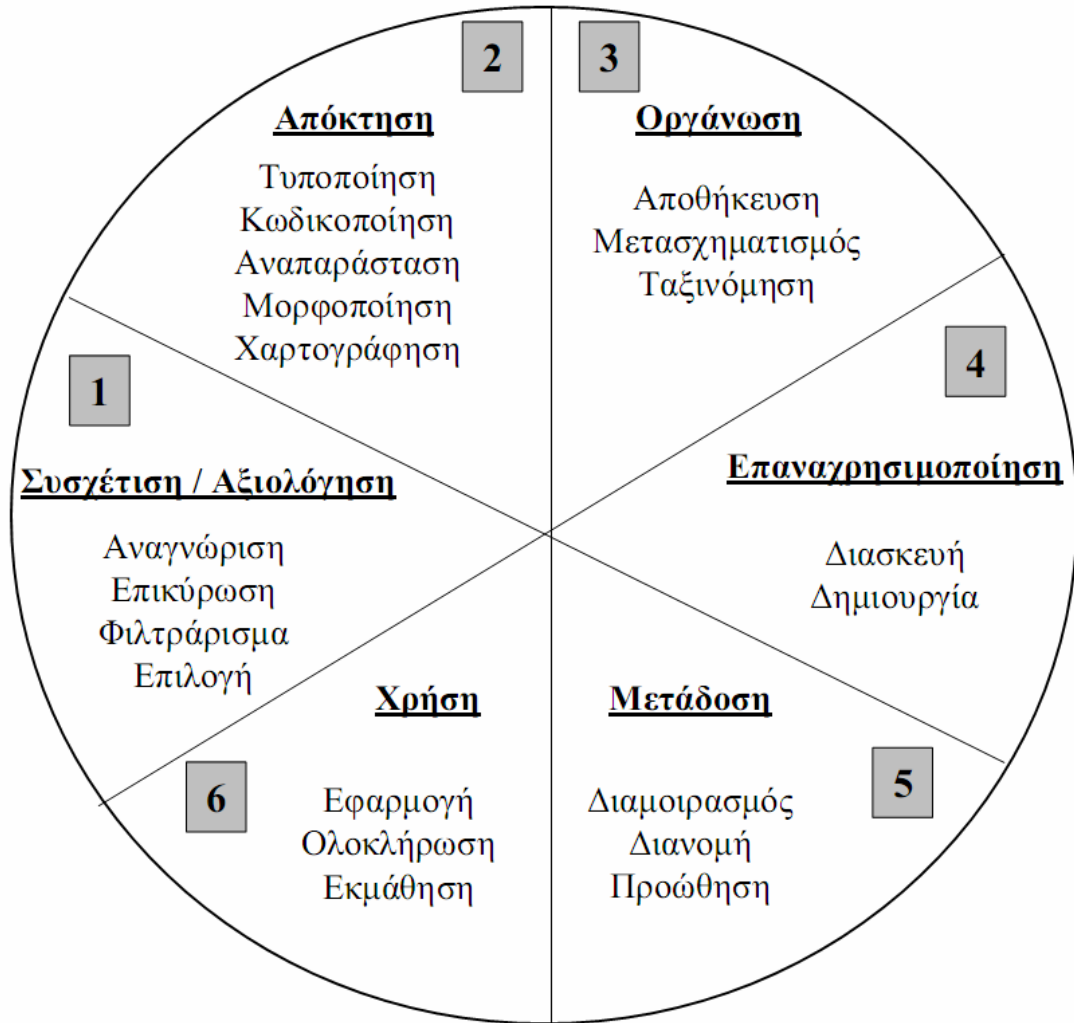 1
Συσχέτιση / Αξιολόγηση
Αναγνώριση
Επικύρωση
Φιλτράρισμα
Επιλογή
2
Απόκτηση
Τυποποίηση
Κωδικοποίηση
Αναπαράσταση
Μορφοποίηση
Χαρτογράφηση
3
Οργάνωση
Αποθήκευση
Μετασχηματισμός
Ταξινόμηση
4
Επαναχρησιμοποίηση
Διασκευή
Δημιουργία
5
Μετάδοση
Διαμοιρασμός
Διανομή
Προώθηση
6
Χρήση
Εφαρμογή
Ολοκλήρωση
Εκμάθηση